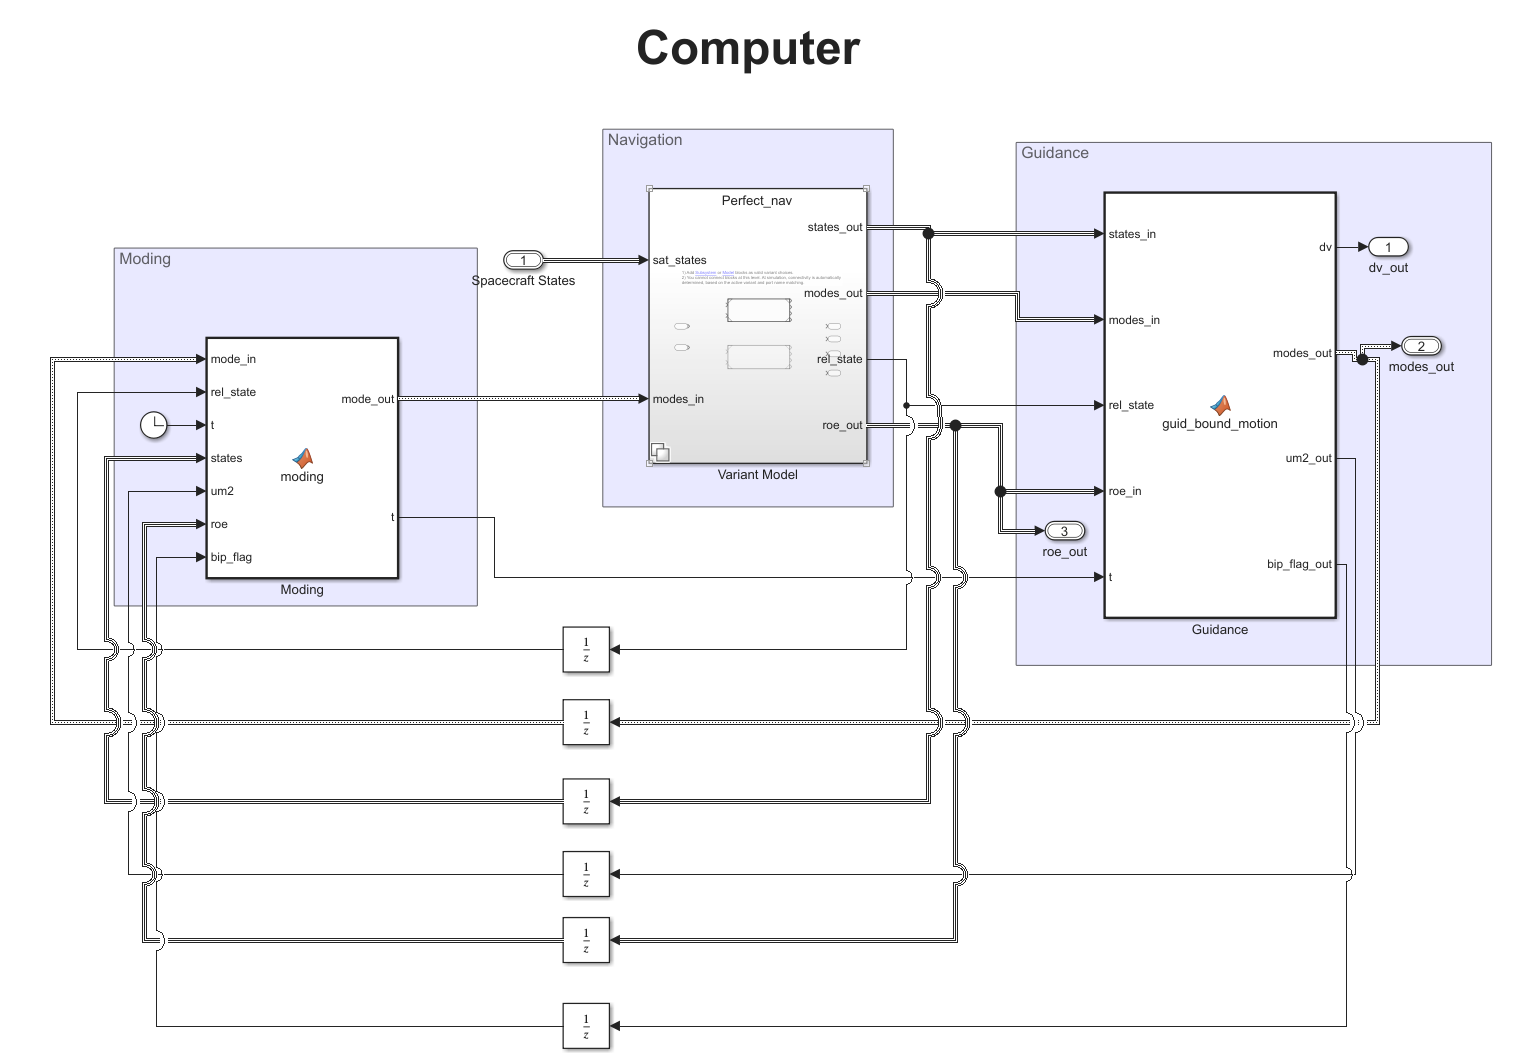 Computer
Navigation
Guidance
Moding
Perfect_nav
states_out
sat_states
modes_out
rel_state
modes_in
roe_out
Variant Model
1
Spacecraft States
mode_in
rel_state
t
states
um2
roe
bip_flag
mode_out
t
moding
Moding
states_in
modes_in
rel_state
roe_in
t
dv
modes_out
um2_out
bip_flag_out
guid_bound_motion
Guidance
1
dv_out
2
modes_out
3
roe_out
1
z
1
z
1
z
1
z
1
z
1
z